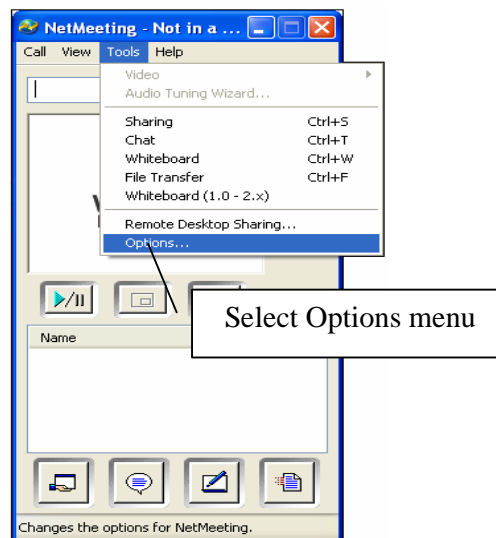 NetMeeting - Not in a ...
Call View Tools Help
Video
Audio Tuning Wizard...
Sharing Ctrl+S
Chat Ctrl+T
Whiteboard Ctrl+W
File Transfer Ctrl+F
Whiteboard (1.0 - 2.x)
Remote Desktop Sharing...
Options...
Select Options menu
Name
Changes the options for NetMeeting.